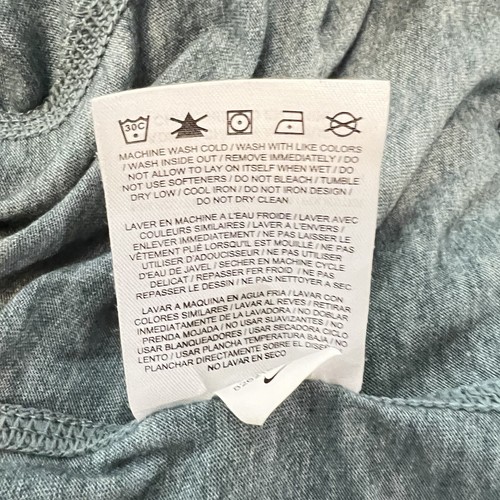 30C
MACHINE WASH COLD / WASH WITH LIKE COLORS
/ WASH INSIDE OUT / REMOVE IMMEDIATELY / DO
NOT ALLOW TO LAY ON ITSELF WHEN WET / DO
NOT USE SOFTENERS / DO NOT BLEACH / TUMBLE
DRY LOW / COOL IRON / DO NOT IRON DESIGN /
DO NOT DRY CLEAN
LAVER EN MACHINE A L'EAU FROIDE / LAVER AVEC
COULEURS SIMILAIRES / LAVER A L'ENVERS /
ENLEVER IMMEDIATEMENT / NE PAS LAISSER LE
VÊTEMENT PLIÉ LORSQU'IL EST MOUILLÉ / NE PAS
UTILISER D'ADOUCISSEUR / NE PAS UTILISER
D'EAU DE JAVEL / SECHER EN MACHINE CYCLE
DELICAT / REPASSER FER FROID / NE PAS
REPASSER LE DESSIN / NE PAS NETTOYER A SEC
LAVAR A MAQUINA EN AGUA FRIA / LAVAR CON
COLORES SIMILARES / LAVAR AL REVES / RETIRAR
INMEDIATAMENTE DE LA LAVADORA / NO DOBLAR
PRENDA MOJADA / NO USAR SUAVIZANTES / NO
USAR BLANQUEADORES / USAR SECADORA CICLO
LENTO / USAR PLANCHA TEMPERATURA BAJA / NO
PLANCHAR DIRECTAMENTE SOBRE EL DISE
NO LAVAR EN SECO